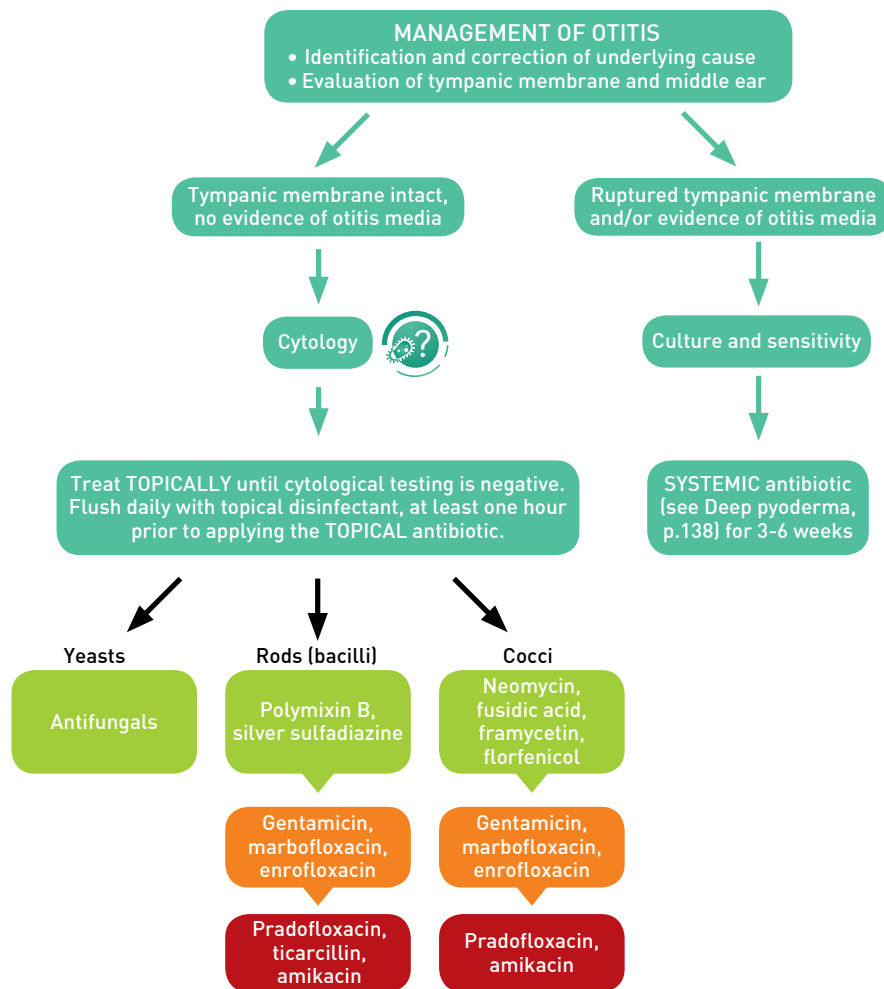 MANAGEMENT OF OTITIS
• Identification and correction of underlying cause
• Evaluation of tympanic membrane and middle ear
Tympanic membrane intact,
no evidence of otitis media
Ruptured tympanic membrane
and/or evidence of otitis media
Cytology
?
Culture and sensitivity
Treat TOPICALLY until cytological testing is negative.
Flush daily with topical disinfectant, at least one hour
prior to applying the TOPICAL antibiotic.
SYSTEMIC antibiotic
(see Deep pyoderma,
p.138) for 3-6 weeks
Yeasts
Antifungals
Rods (bacilli)
Polymixin B,
silver sulfadiazine
Gentamicin,
marbofloxacin,
enrofloxacin
Pradofloxacin,
ticarcillin,
amikacin
Cocci
Neomycin,
fusidic acid,
framycetin,
florfenicol
Gentamicin,
marbofloxacin,
enrofloxacin
Pradofloxacin,
amikacin